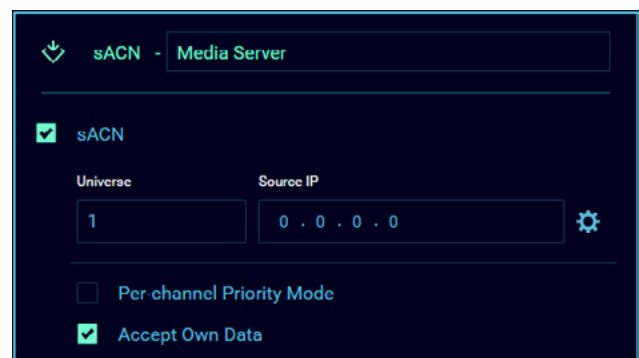 sACN - Media Server
sACN
Universe Source IP
1 0 . 0 . 0 . 0
Per-channel Priority Mode
Accept Own Data